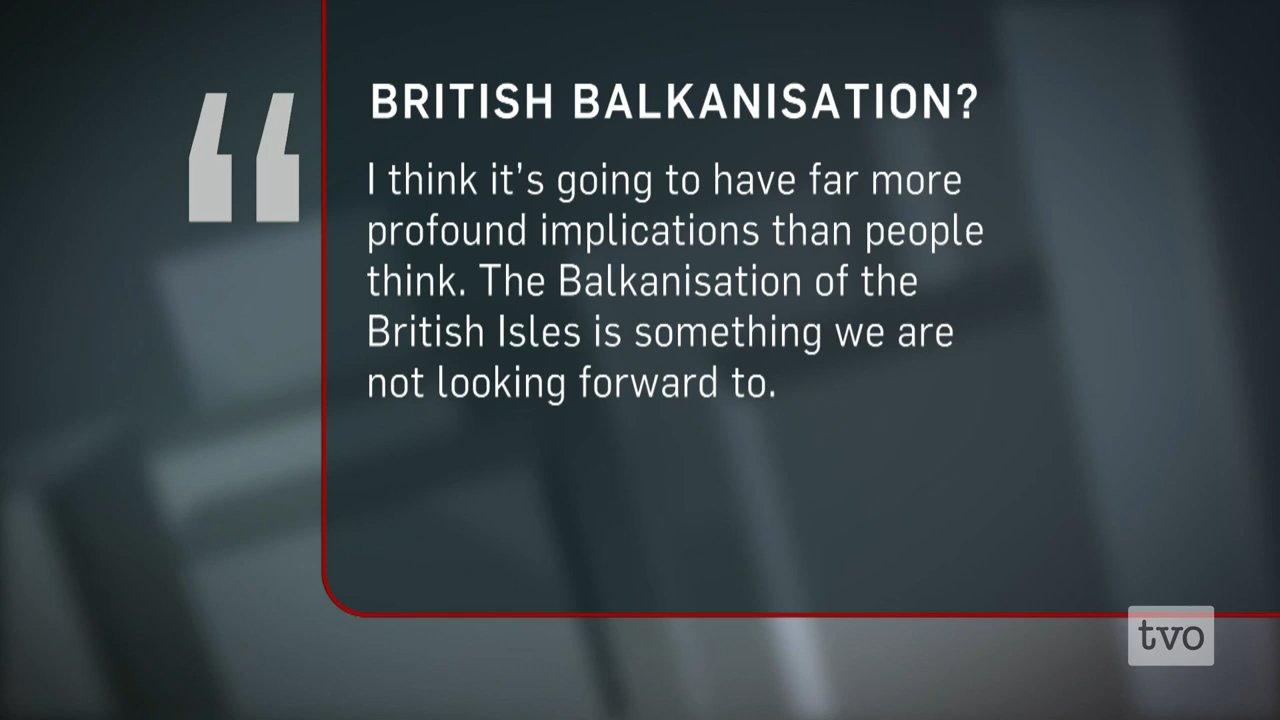 “
BRITISH BALKANISATION?
I think it’s going to have far more
profound implications than people
think. The Balkanisation of the
British Isles is something we are
not looking forward to.
tvo